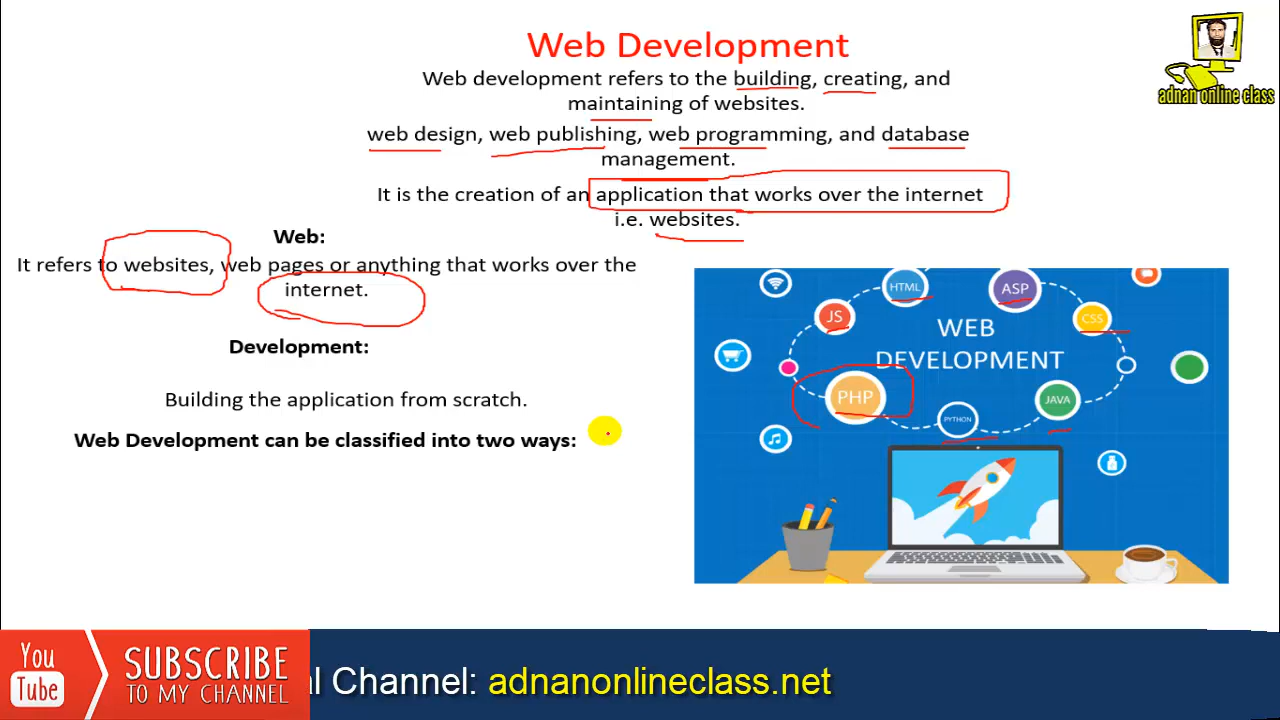 Web Development
Web development refers to the building, creating, and
maintaining of websites.
web design, web publishing, web programming, and database
management.
It is the creation of an application that works over the internet
i.e. websites.
adnan online class
Web:
It refers to websites, web pages or anything that works over the
internet.
Development:
Building the application from scratch.
Web Development can be classified into two ways:
HTML
ASP
JS
CSS
WEB
DEVELOPMENT
PHP
JAVA
PYTHON
You
Tube
SUBSCRIBE
TO MY CHANNEL
l Channel: adnanonlineclass.net